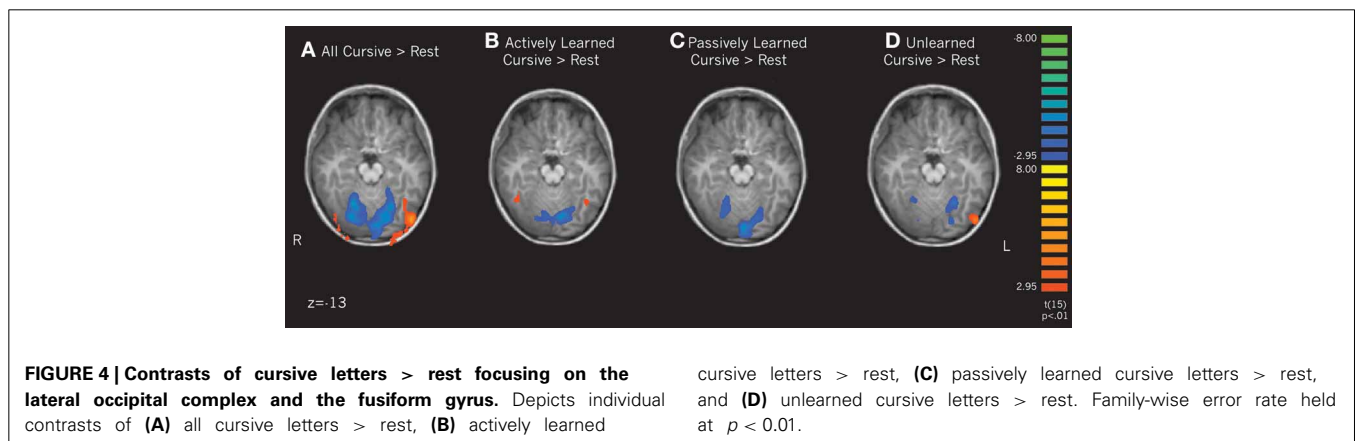 A All Cursive > Rest
B Actively Learned
Cursive > Rest
C Passively Learned
Cursive > Rest
D Unlearned
Cursive > Rest
R
L
z=-13
-8.00
-2.95
8.00
2.95
t(15)
p<.01
FIGURE 4 | Contrasts of cursive letters > rest focusing on the
lateral occipital complex and the fusiform gyrus. Depicts individual
contrasts of (A) all cursive letters > rest, (B) actively learned
cursive letters > rest, (C) passively learned cursive letters > rest,
and (D) unlearned cursive letters > rest. Family-wise error rate held
at p < 0.01.